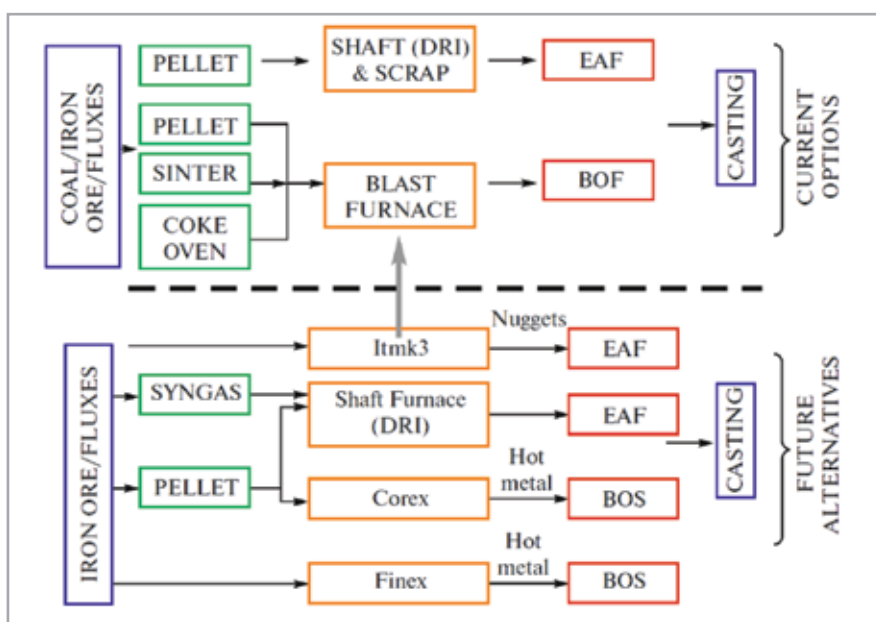 COAL/IRON
ORE/FLUXES
PELLET
SHAFT (DRI)
& SCRAP
EAF
PELLET
SINTER
COKE
OVEN
BLAST
FURNACE
BOF
CASTING
CURRENT
OPTIONS
IRON ORE/FLUXES
Itmk3
Nuggets
EAF
SYNGAS
Shaft Furnace
(DRI)
EAF
PELLET
Corex
Hot
metal
BOS
Finex
Hot
metal
BOS
CASTING
FUTURE
ALTERNATIVES